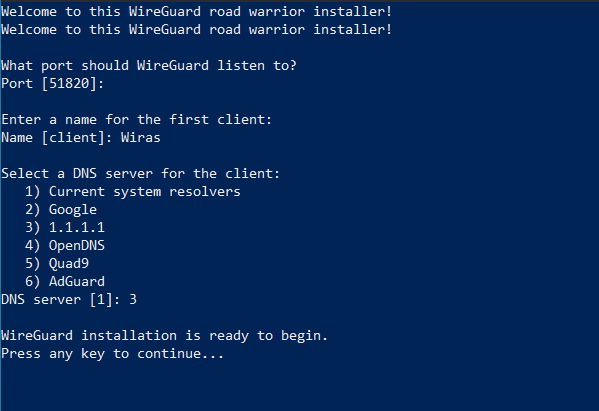 Welcome to this WireGuard road warrior installer!
Welcome to this WireGuard road warrior installer!
What port should WireGuard listen to?
Port [51820]:
Enter a name for the first client:
Name [client]: Wiras
Select a DNS server for the client:
1) Current system resolvers
2) Google
3) 1.1.1.1
4) OpenDNS
5) Quad9
6) AdGuard
DNS server [1]: 3
WireGuard installation is ready to begin.
Press any key to continue...